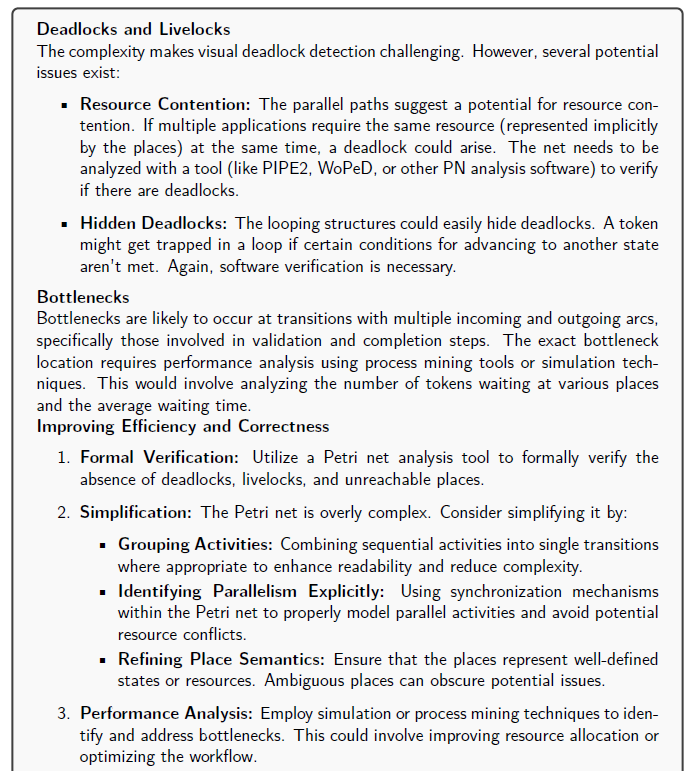 Deadlocks and Livelocks
The complexity makes visual deadlock detection challenging. However, several potential
issues exist:
▪ Resource Contention: The parallel paths suggest a potential for resource con-
tention. If multiple applications require the same resource (represented implicitly
by the places) at the same time, a deadlock could arise. The net needs to be
analyzed with a tool (like PIPE2, WoPeD, or other PN analysis software) to verify
if there are deadlocks.
▪ Hidden Deadlocks: The looping structures could easily hide deadlocks. A token
might get trapped in a loop if certain conditions for advancing to another state
aren't met. Again, software verification is necessary.
Bottlenecks
Bottlenecks are likely to occur at transitions with multiple incoming and outgoing arcs,
specifically those involved in validation and completion steps. The exact bottleneck
location requires performance analysis using process mining tools or simulation tech-
niques. This would involve analyzing the number of tokens waiting at various places
and the average waiting time.
Improving Efficiency and Correctness
1. Formal Verification: Utilize a Petri net analysis tool to formally verify the
absence of deadlocks, livelocks, and unreachable places.
2. Simplification: The Petri net is overly complex. Consider simplifying it by:
▪ Grouping Activities: Combining sequential activities into single transitions
where appropriate to enhance readability and reduce complexity.
▪ Identifying Parallelism Explicitly: Using synchronization mechanisms
within the Petri net to properly model parallel activities and avoid potential
resource conflicts.
▪ Refining Place Semantics: Ensure that the places represent well-defined
states or resources. Ambiguous places can obscure potential issues.
3. Performance Analysis: Employ simulation or process mining techniques to iden-
tify and address bottlenecks. This could involve improving resource allocation or
optimizing the workflow.